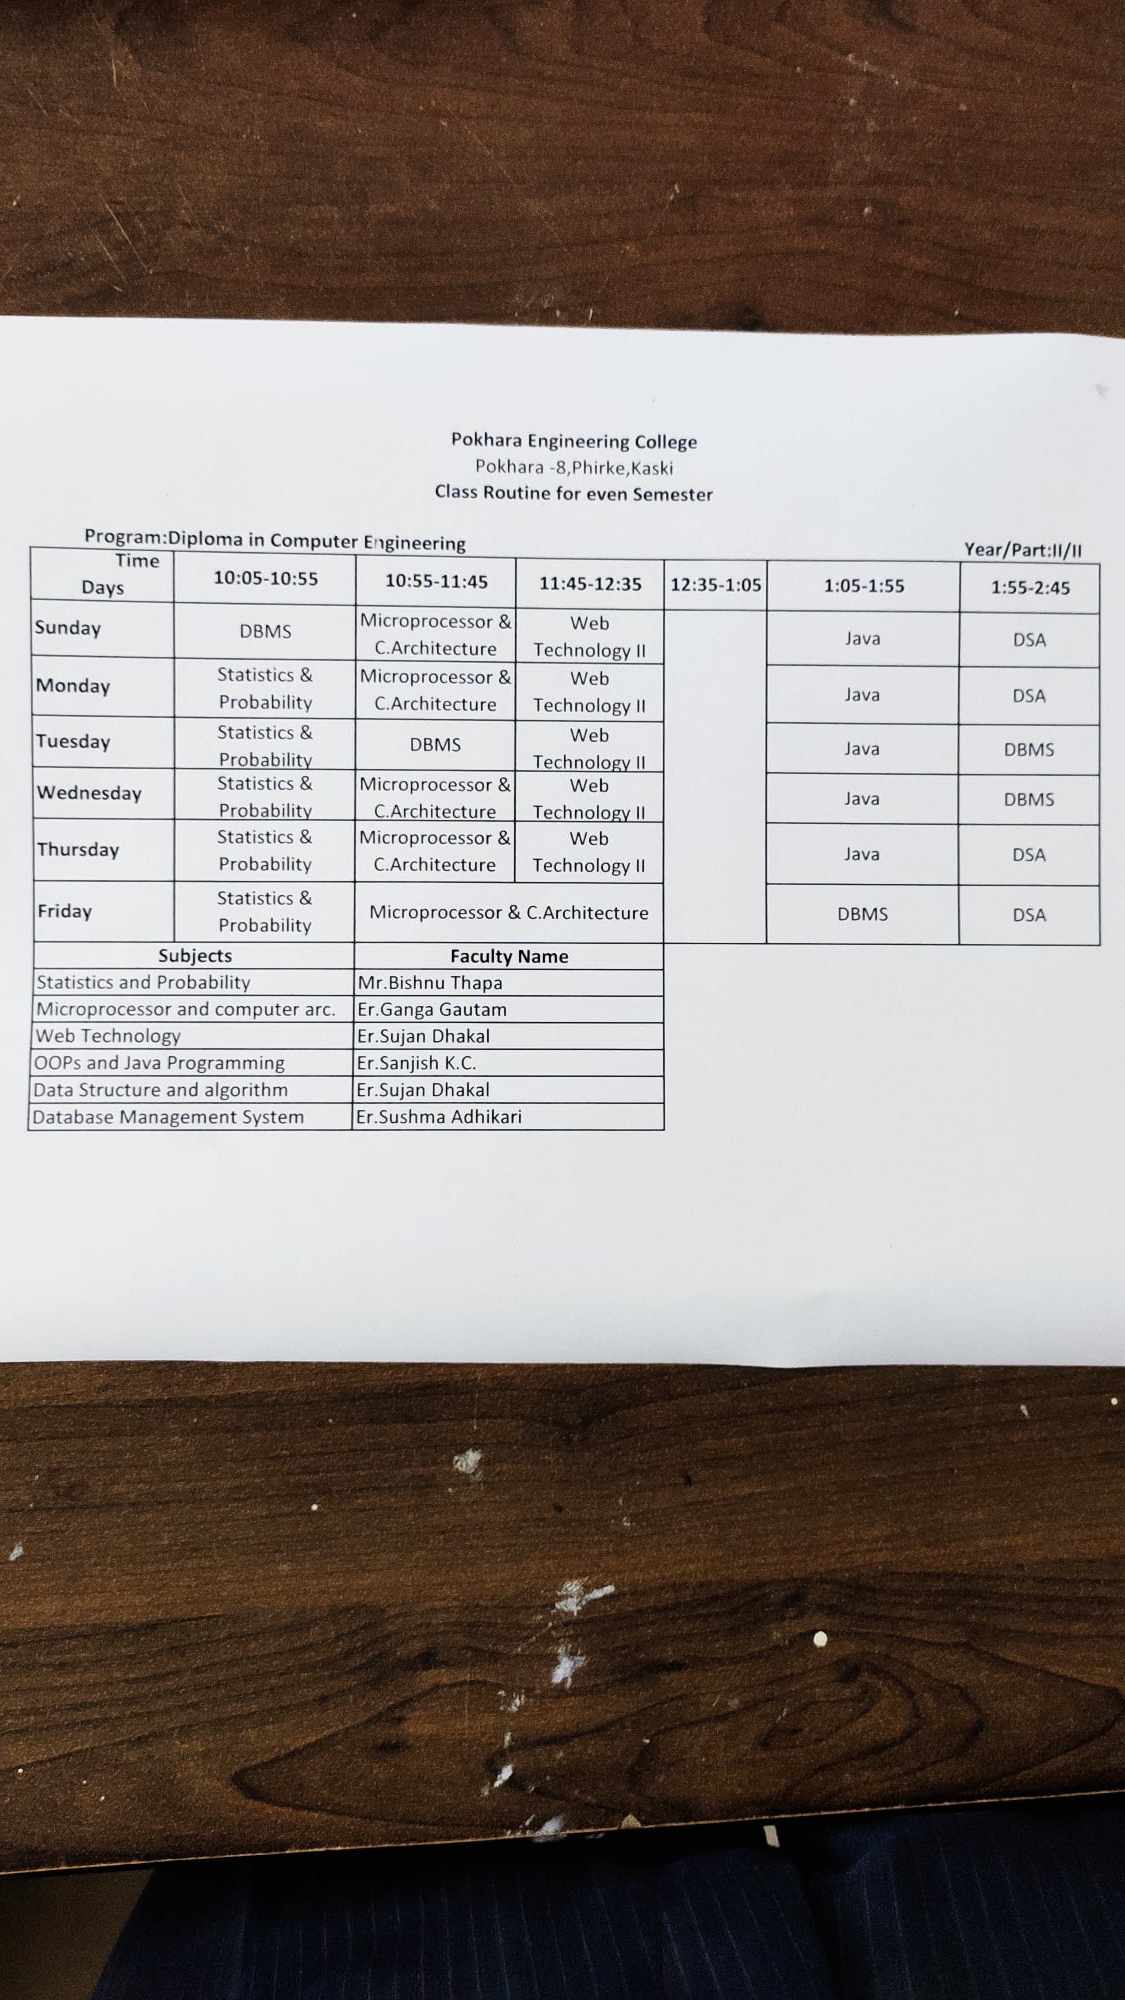 Pokhara Engineering College
Pokhara -8,Phirke,Kaski
Class Routine for even Semester
Program:Diploma in Computer Engineering
Year/Part:II/II
Time
Days
10:05-10:55
10:55-11:45
11:45-12:35
12:35-1:05
1:05-1:55
1:55-2:45
Sunday
DBMS
Microprocessor &
C.Architecture
Web
Technology II
Java
DSA
Monday
Statistics &
Probability
Microprocessor &
C.Architecture
Web
Technology II
Java
DSA
Tuesday
Statistics &
Probability
DBMS
Web
Technology II
Java
DBMS
Wednesday
Statistics &
Probability
Microprocessor &
C.Architecture
Web
Technology II
Java
DBMS
Thursday
Statistics &
Probability
Microprocessor &
C.Architecture
Web
Technology II
Java
DSA
Friday
Statistics &
Probability
Microprocessor & C.Architecture
DBMS
DSA
Subjects
Faculty Name
Statistics and Probability
Mr.Bishnu Thapa
Microprocessor and computer arc.
Er.Ganga Gautam
Web Technology
Er.Sujan Dhakal
OOPs and Java Programming
Er.Sanjish K.C.
Data Structure and algorithm
Er.Sujan Dhakal
Database Management System
Er.Sushma Adhikari